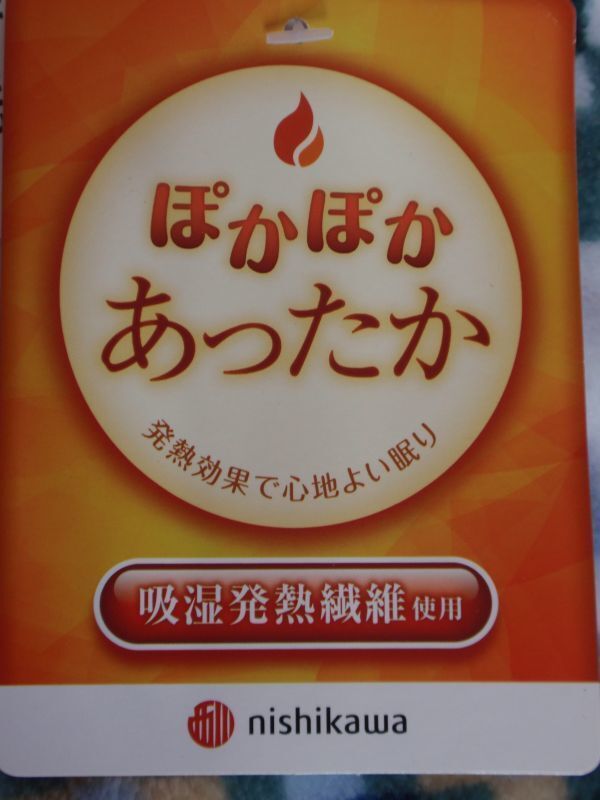 ぽかぽか
あったか
発熱効果で心地よい眠り
吸湿発熱繊維使用
nishikawa